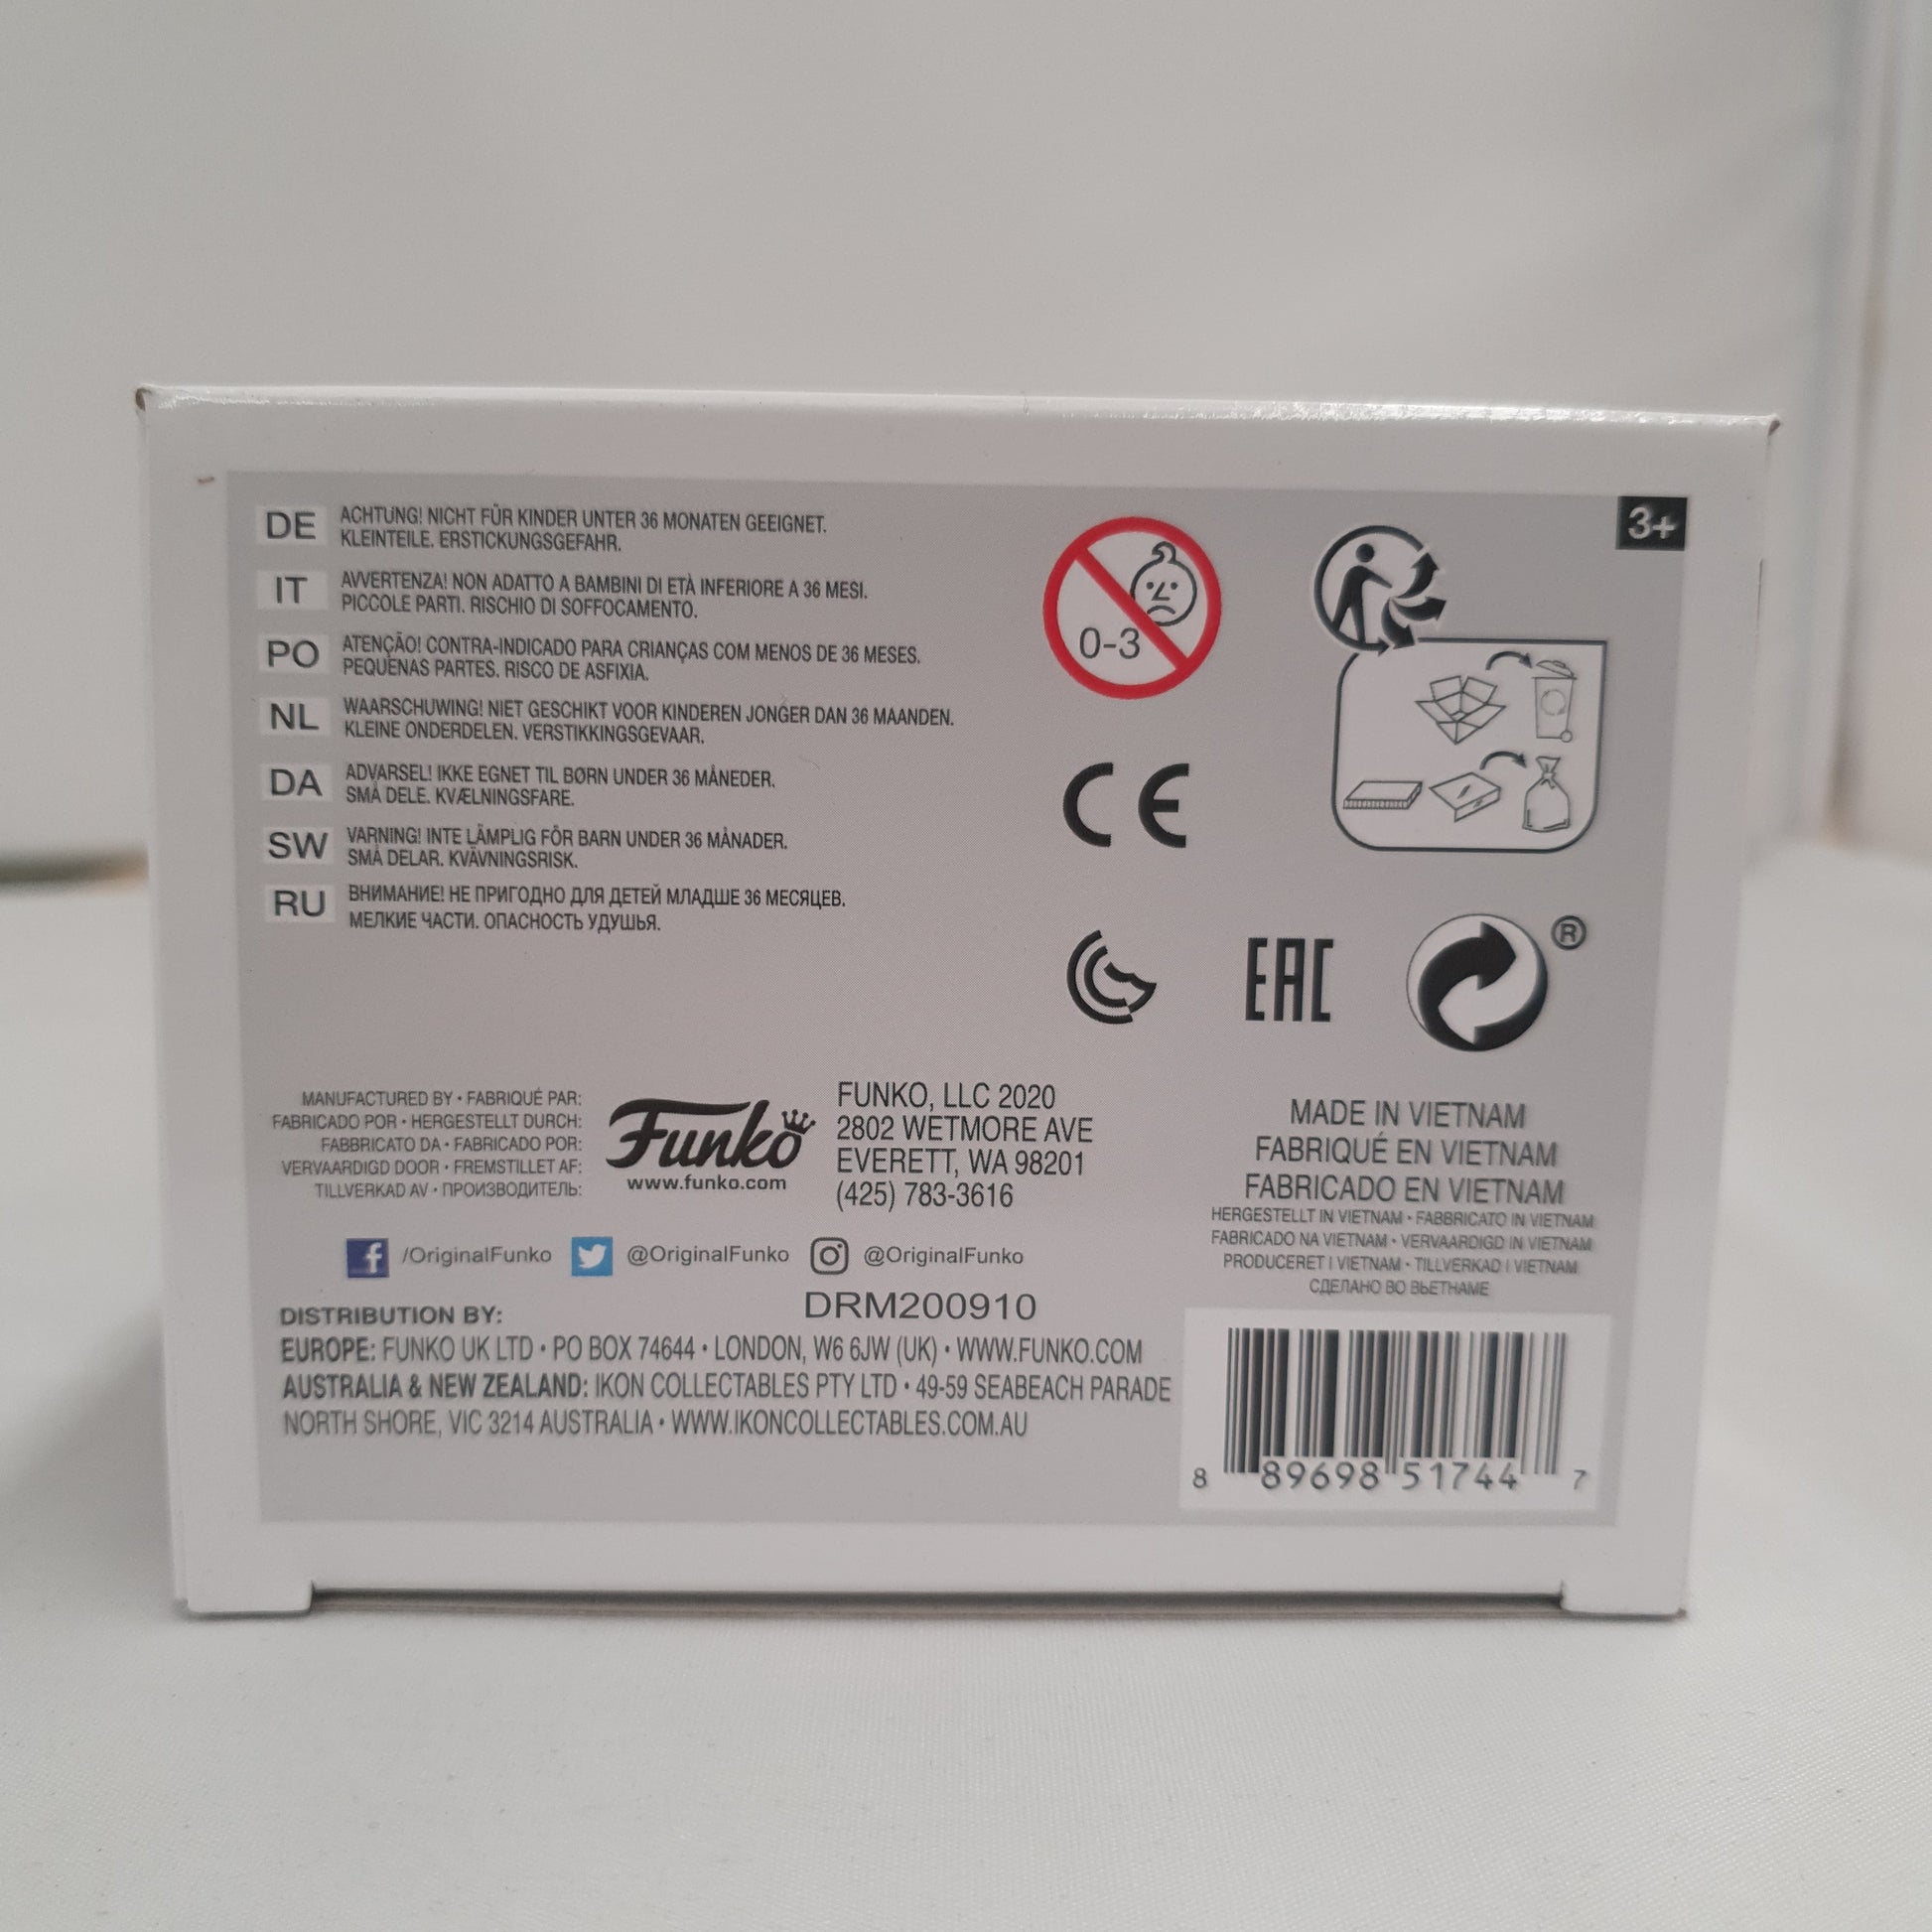 DE ACHTUNG! NICHT FÜR KINDER UNTER 36 MONATEN GEEIGNET.
KLEINTEILE. ERSTICKUNGSGEFAHR.
IT AVVERTENZA! NON ADATTO A BAMBINI DI ETÀ INFERIORE A 36 MESI.
PICCOLE PARTI. RISCHIO DI SOFFOCAMENTO.
PO ATENÇÃO! CONTRA-INDICADO PARA CRIANÇAS COM MENOS DE 36 MESES.
PEQUENAS PARTES. RISCO DE ASFIXIA.
NL WAARSCHUWING! NIET GESCHIKT VOOR KINDEREN JONGER DAN 36 MAANDEN.
KLEINE ONDERDELEN. VERSTIKKINGSGEVAAR.
DA ADVARSEL! IKKE EGNET TIL BØRN UNDER 36 MÅNEDER.
SMÅ DELE. KVÆLNINGSFARE.
SW VARNING! INTE LÄMPLIG FÖR BARN UNDER 36 MÅNADER.
SMÅ DELAR. KVÄVNINGSRISK.
RU ВНИМАНИЕ! НЕ ПРИГОДНО ДЛЯ ДЕТЕЙ МЛАДШЕ 36 МЕСЯЦЕВ.
МЕЛКИЕ ЧАСТИ. ОПАСНОСТЬ УДУШЬЯ.
0-3
3+
CE
EAC
®
MANUFACTURED BY • FABRIQUÉ PAR:
FABRICADO POR • HERGESTELLT DURCH:
FABBRICATO DA • FABRICADO POR:
VERVAARDIGD DOOR • FREMSTILLET AF:
TILLVERKAD AV • ПРОИЗВОДИТЕЛЬ:
Funko
www.funko.com
FUNKO, LLC 2020
2802 WETMORE AVE
EVERETT, WA 98201
(425) 783-3616
MADE IN VIETNAM
FABRIQUÉ EN VIETNAM
FABRICADO EN VIETNAM
HERGESTELLT IN VIETNAM • FABBRICATO IN VIETNAM
FABRICADO NA VIETNAM • VERVAARDIGD IN VIETNAM
PRODUCERET I VIETNAM • TILLVERKAD I VIETNAM
СДЕЛАНО ВО ВЬЕТНАМЕ
f /OriginalFunko @OriginalFunko @OriginalFunko
DRM200910
DISTRIBUTION BY:
EUROPE: FUNKO UK LTD • PO BOX 74644 • LONDON, W6 6JW (UK) • WWW.FUNKO.COM
AUSTRALIA & NEW ZEALAND: IKON COLLECTABLES PTY LTD • 49-59 SEABEACH PARADE
NORTH SHORE, VIC 3214 AUSTRALIA • WWW.IKONCOLLECTABLES.COM.AU
8 89698 51744 7